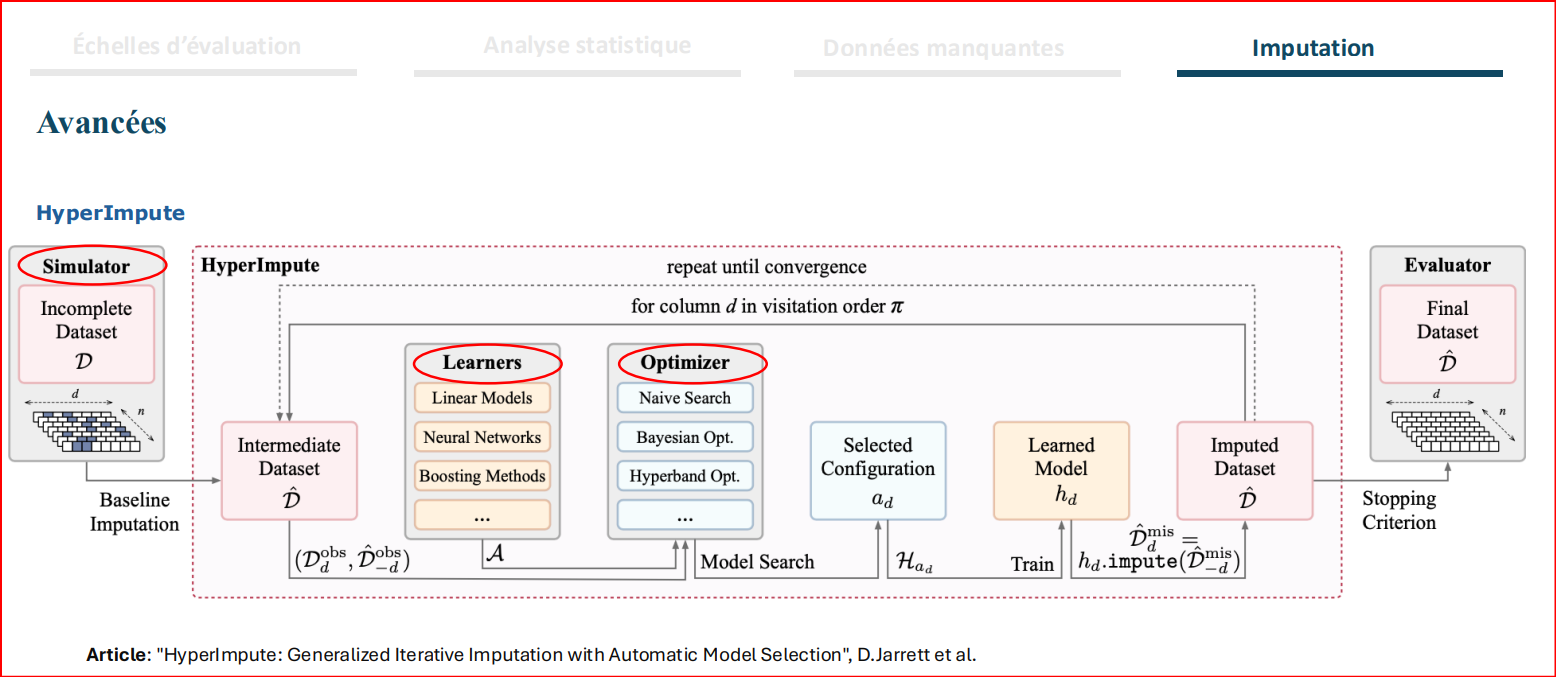 Échelles d'évaluation
Analyse statistique
Données manquantes
Imputation
Avancées
HyperImpute
Simulator
Incomplete
Dataset
𝒟
d
n
Baseline
Imputation
HyperImpute
repeat until convergence
for column d in visitation order π
Intermediate
Dataset
𝒟̂
(𝒟_d^obs, 𝒟̂_{-d}^obs)
Learners
Linear Models
Neural Networks
Boosting Methods
...
𝒜
Optimizer
Naive Search
Bayesian Opt.
Hyperband Opt.
...
Model Search
Selected
Configuration
a_d
ℋ_{a_d}
Learned
Model
h_d
Train
Imputed
Dataset
𝒟̂
𝒟̂_d^mis =
h_d.impute(𝒟̂_{-d}^mis)
Evaluator
Final
Dataset
𝒟̂
d
n
Stopping
Criterion
Article: "HyperImpute: Generalized Iterative Imputation with Automatic Model Selection", D.Jarrett et al.